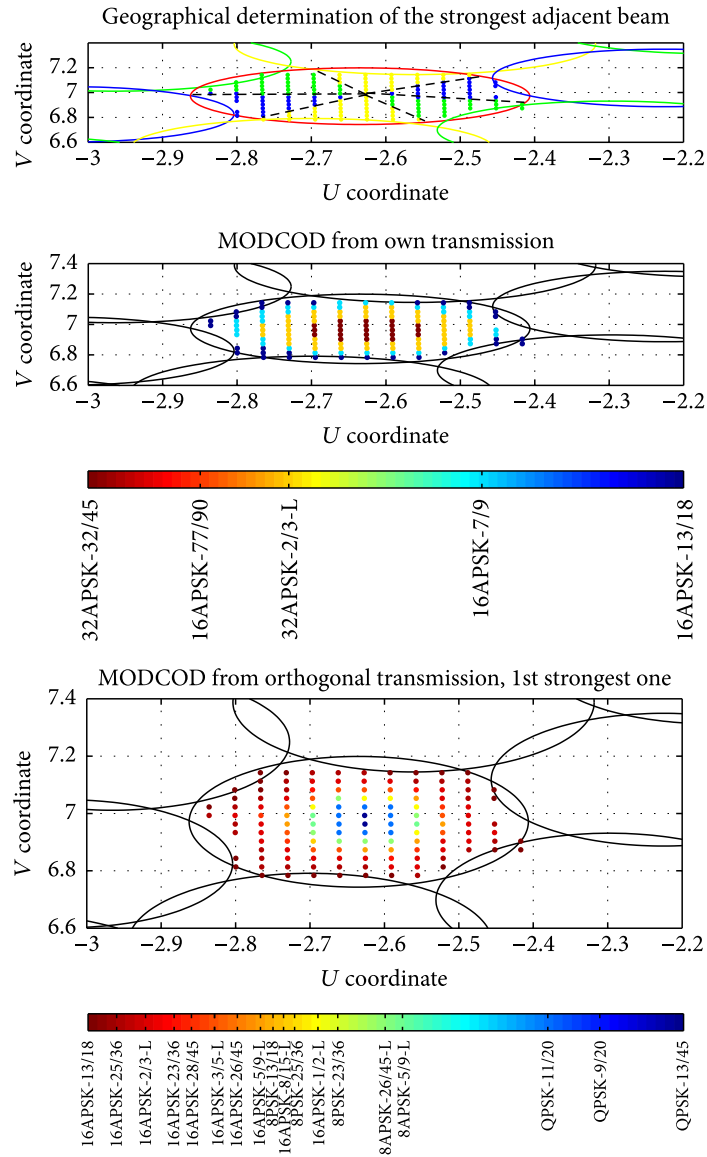 Geographical determination of the strongest adjacent beam
7.2
7
6.8
6.6
V coordinate
−3 −2.9 −2.8 −2.7 −2.6 −2.5 −2.4 −2.3 −2.2
U coordinate
MODCOD from own transmission
7.4
7.2
7
6.8
6.6
V coordinate
−3 −2.9 −2.8 −2.7 −2.6 −2.5 −2.4 −2.3 −2.2
U coordinate
32APSK-32/45
16APSK-77/90
32APSK-2/3-L
16APSK-7/9
16APSK-13/18
MODCOD from orthogonal transmission, 1st strongest one
7.4
7.2
7
6.8
6.6
V coordinate
−3 −2.9 −2.8 −2.7 −2.6 −2.5 −2.4 −2.3 −2.2
U coordinate
16APSK-13/18
16APSK-25/36
16APSK-2/3-L
16APSK-23/36
16APSK-28/45
16APSK-3/5-L
16APSK-26/45
16APSK-5/9-L
8PSK-13/18
16APSK-8/15-L
8PSK-25/36
16APSK-1/2-L
8PSK-23/36
8APSK-26/45-L
8APSK-5/9-L
QPSK-11/20
QPSK-9/20
QPSK-13/45